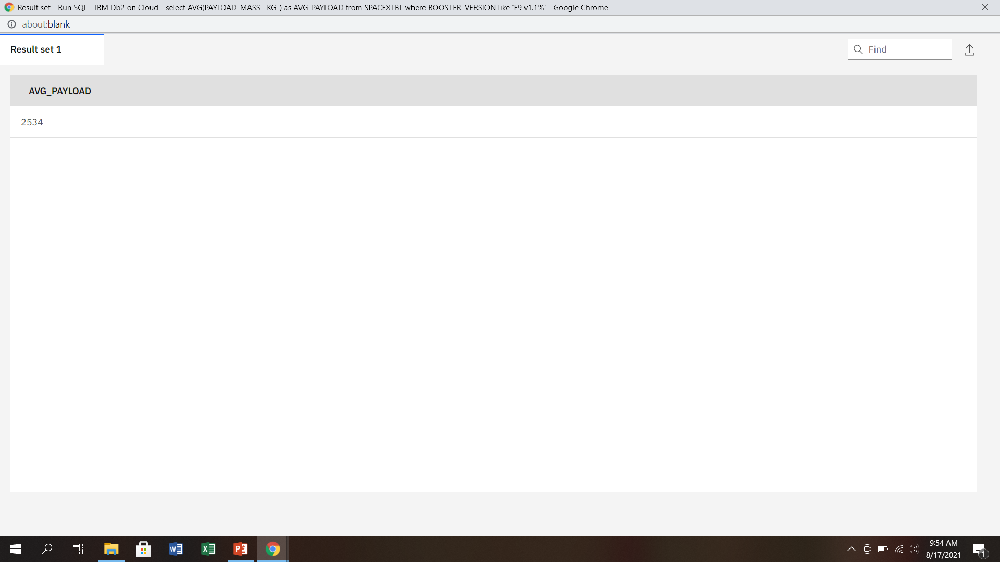 Result set - Run SQL - IBM Db2 on Cloud - select AVG(PAYLOAD_MASS__KG_) as AVG_PAYLOAD from SPACEXTBL where BOOSTER_VERSION like 'F9 v1.1%' - Google Chrome
about:blank
Result set 1
Find
AVG_PAYLOAD
2534
9:54 AM
8/17/2021
1